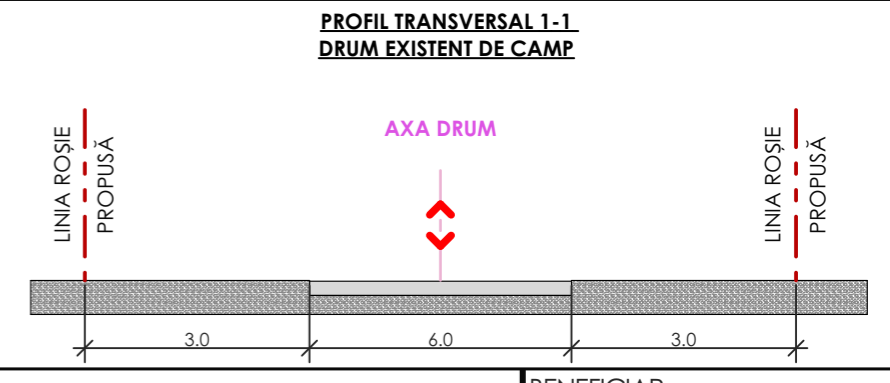 PROFIL TRANSVERSAL 1-1
DRUM EXISTENT DE CAMP
LINIA ROȘIE
PROPUSĂ
AXA DRUM
LINIA ROȘIE
PROPUSĂ
3.0
6.0
3.0
BENEFICIAR